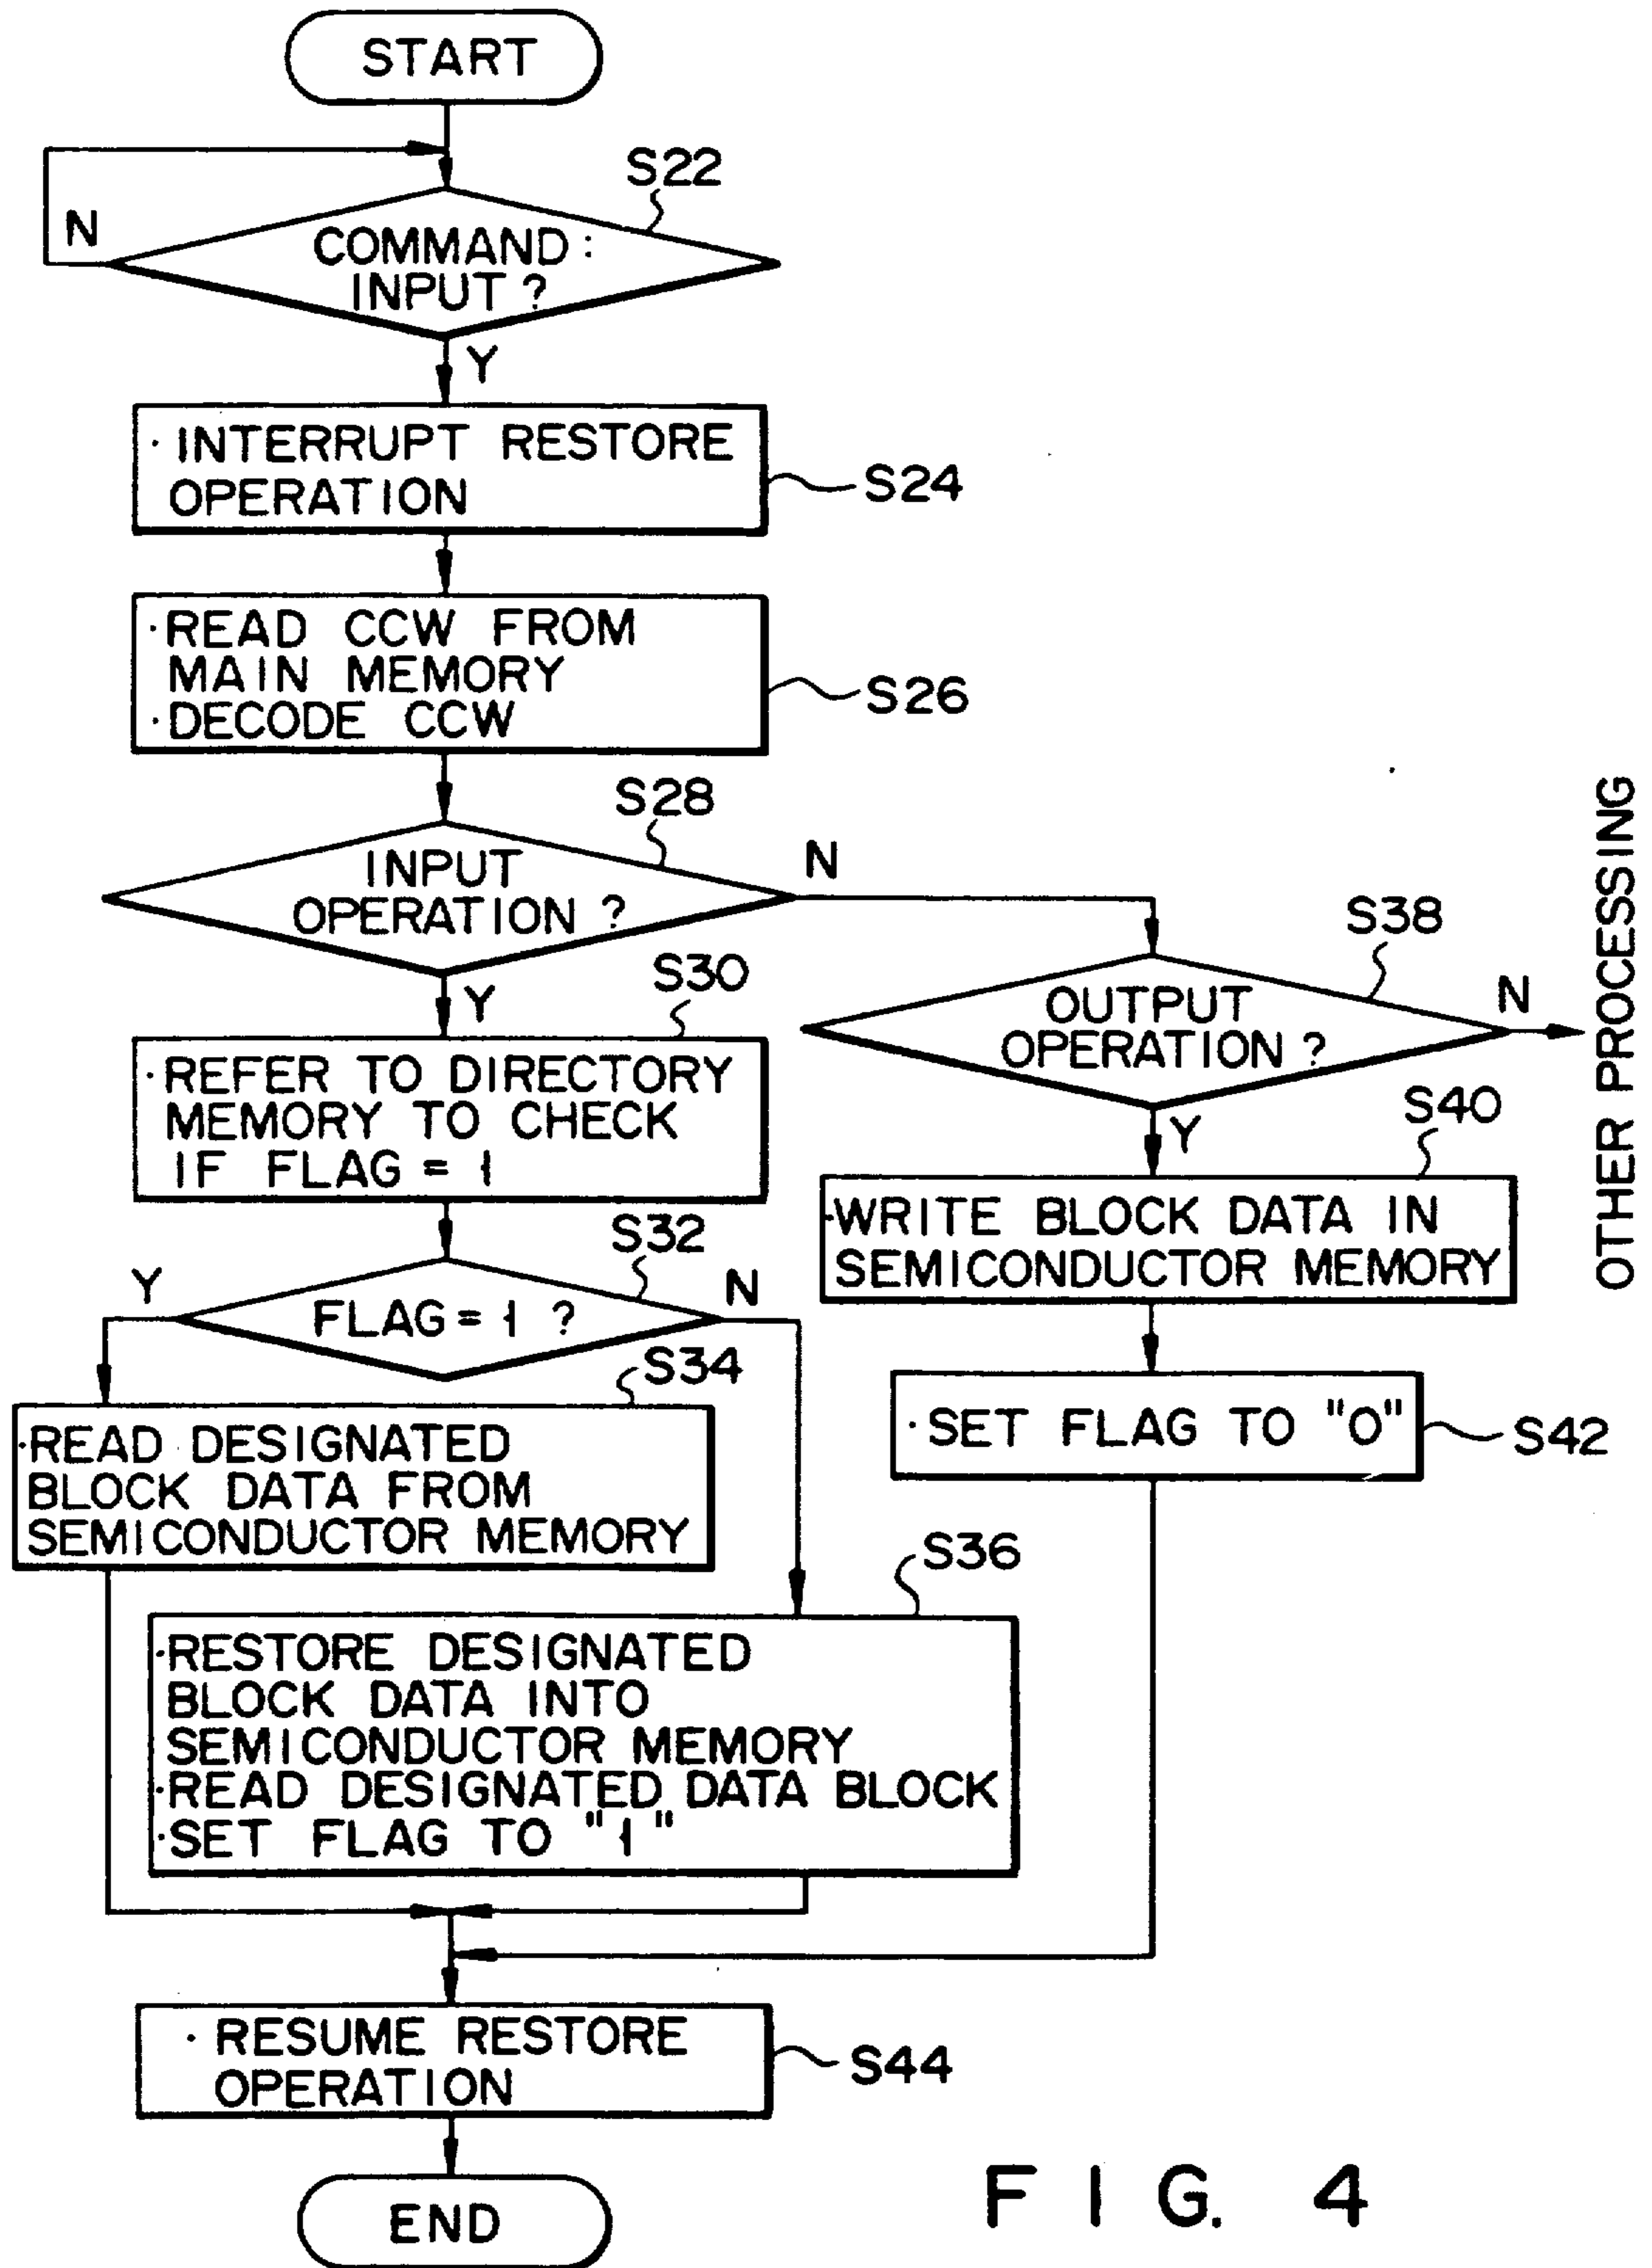 START
S22
N
COMMAND:
INPUT ?
Y
· INTERRUPT RESTORE
OPERATION
S24
·READ CCW FROM
MAIN MEMORY
·DECODE CCW
S26
S28
INPUT
OPERATION ?
N
Y
S30
·REFER TO DIRECTORY
MEMORY TO CHECK
IF FLAG = 1
S32
Y
N
FLAG = 1 ?
S34
·READ DESIGNATED
BLOCK DATA FROM
SEMICONDUCTOR MEMORY
S36
·RESTORE DESIGNATED
BLOCK DATA INTO
SEMICONDUCTOR MEMORY
·READ DESIGNATED DATA BLOCK
·SET FLAG TO "1"
S38
OUTPUT
OPERATION ?
N
OTHER PROCESSING
Y
S40
·WRITE BLOCK DATA IN
SEMICONDUCTOR MEMORY
· SET FLAG TO "0"
S42
· RESUME RESTORE
OPERATION
S44
END
FIG. 4